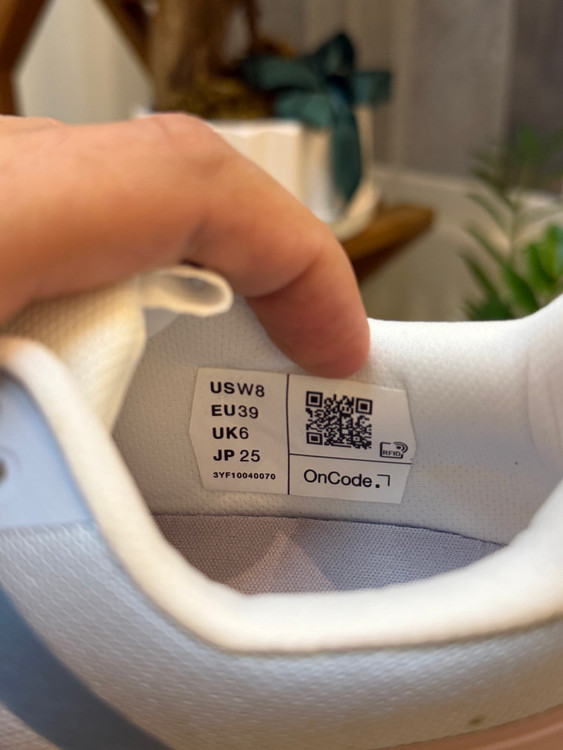 USW8
EU39
UK6
JP 25
3YF10040070
RFID
OnCode.